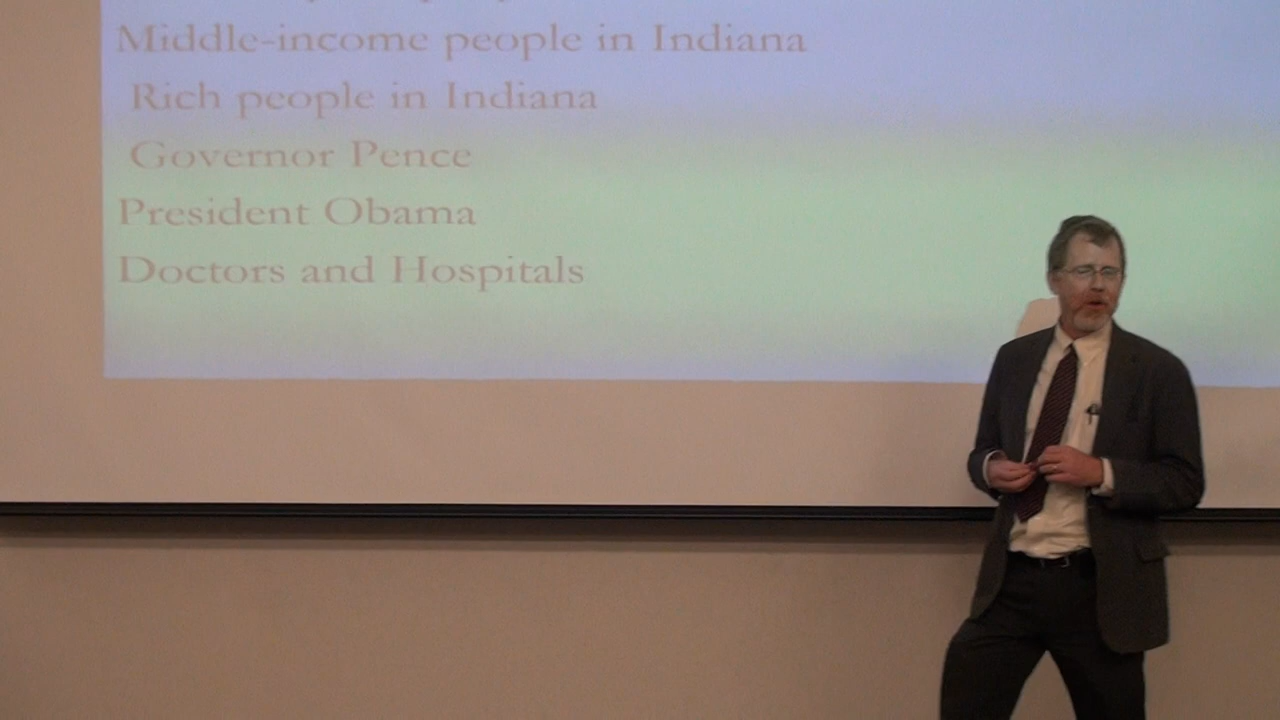 Middle-income people in Indiana
Rich people in Indiana
Governor Pence
President Obama
Doctors and Hospitals